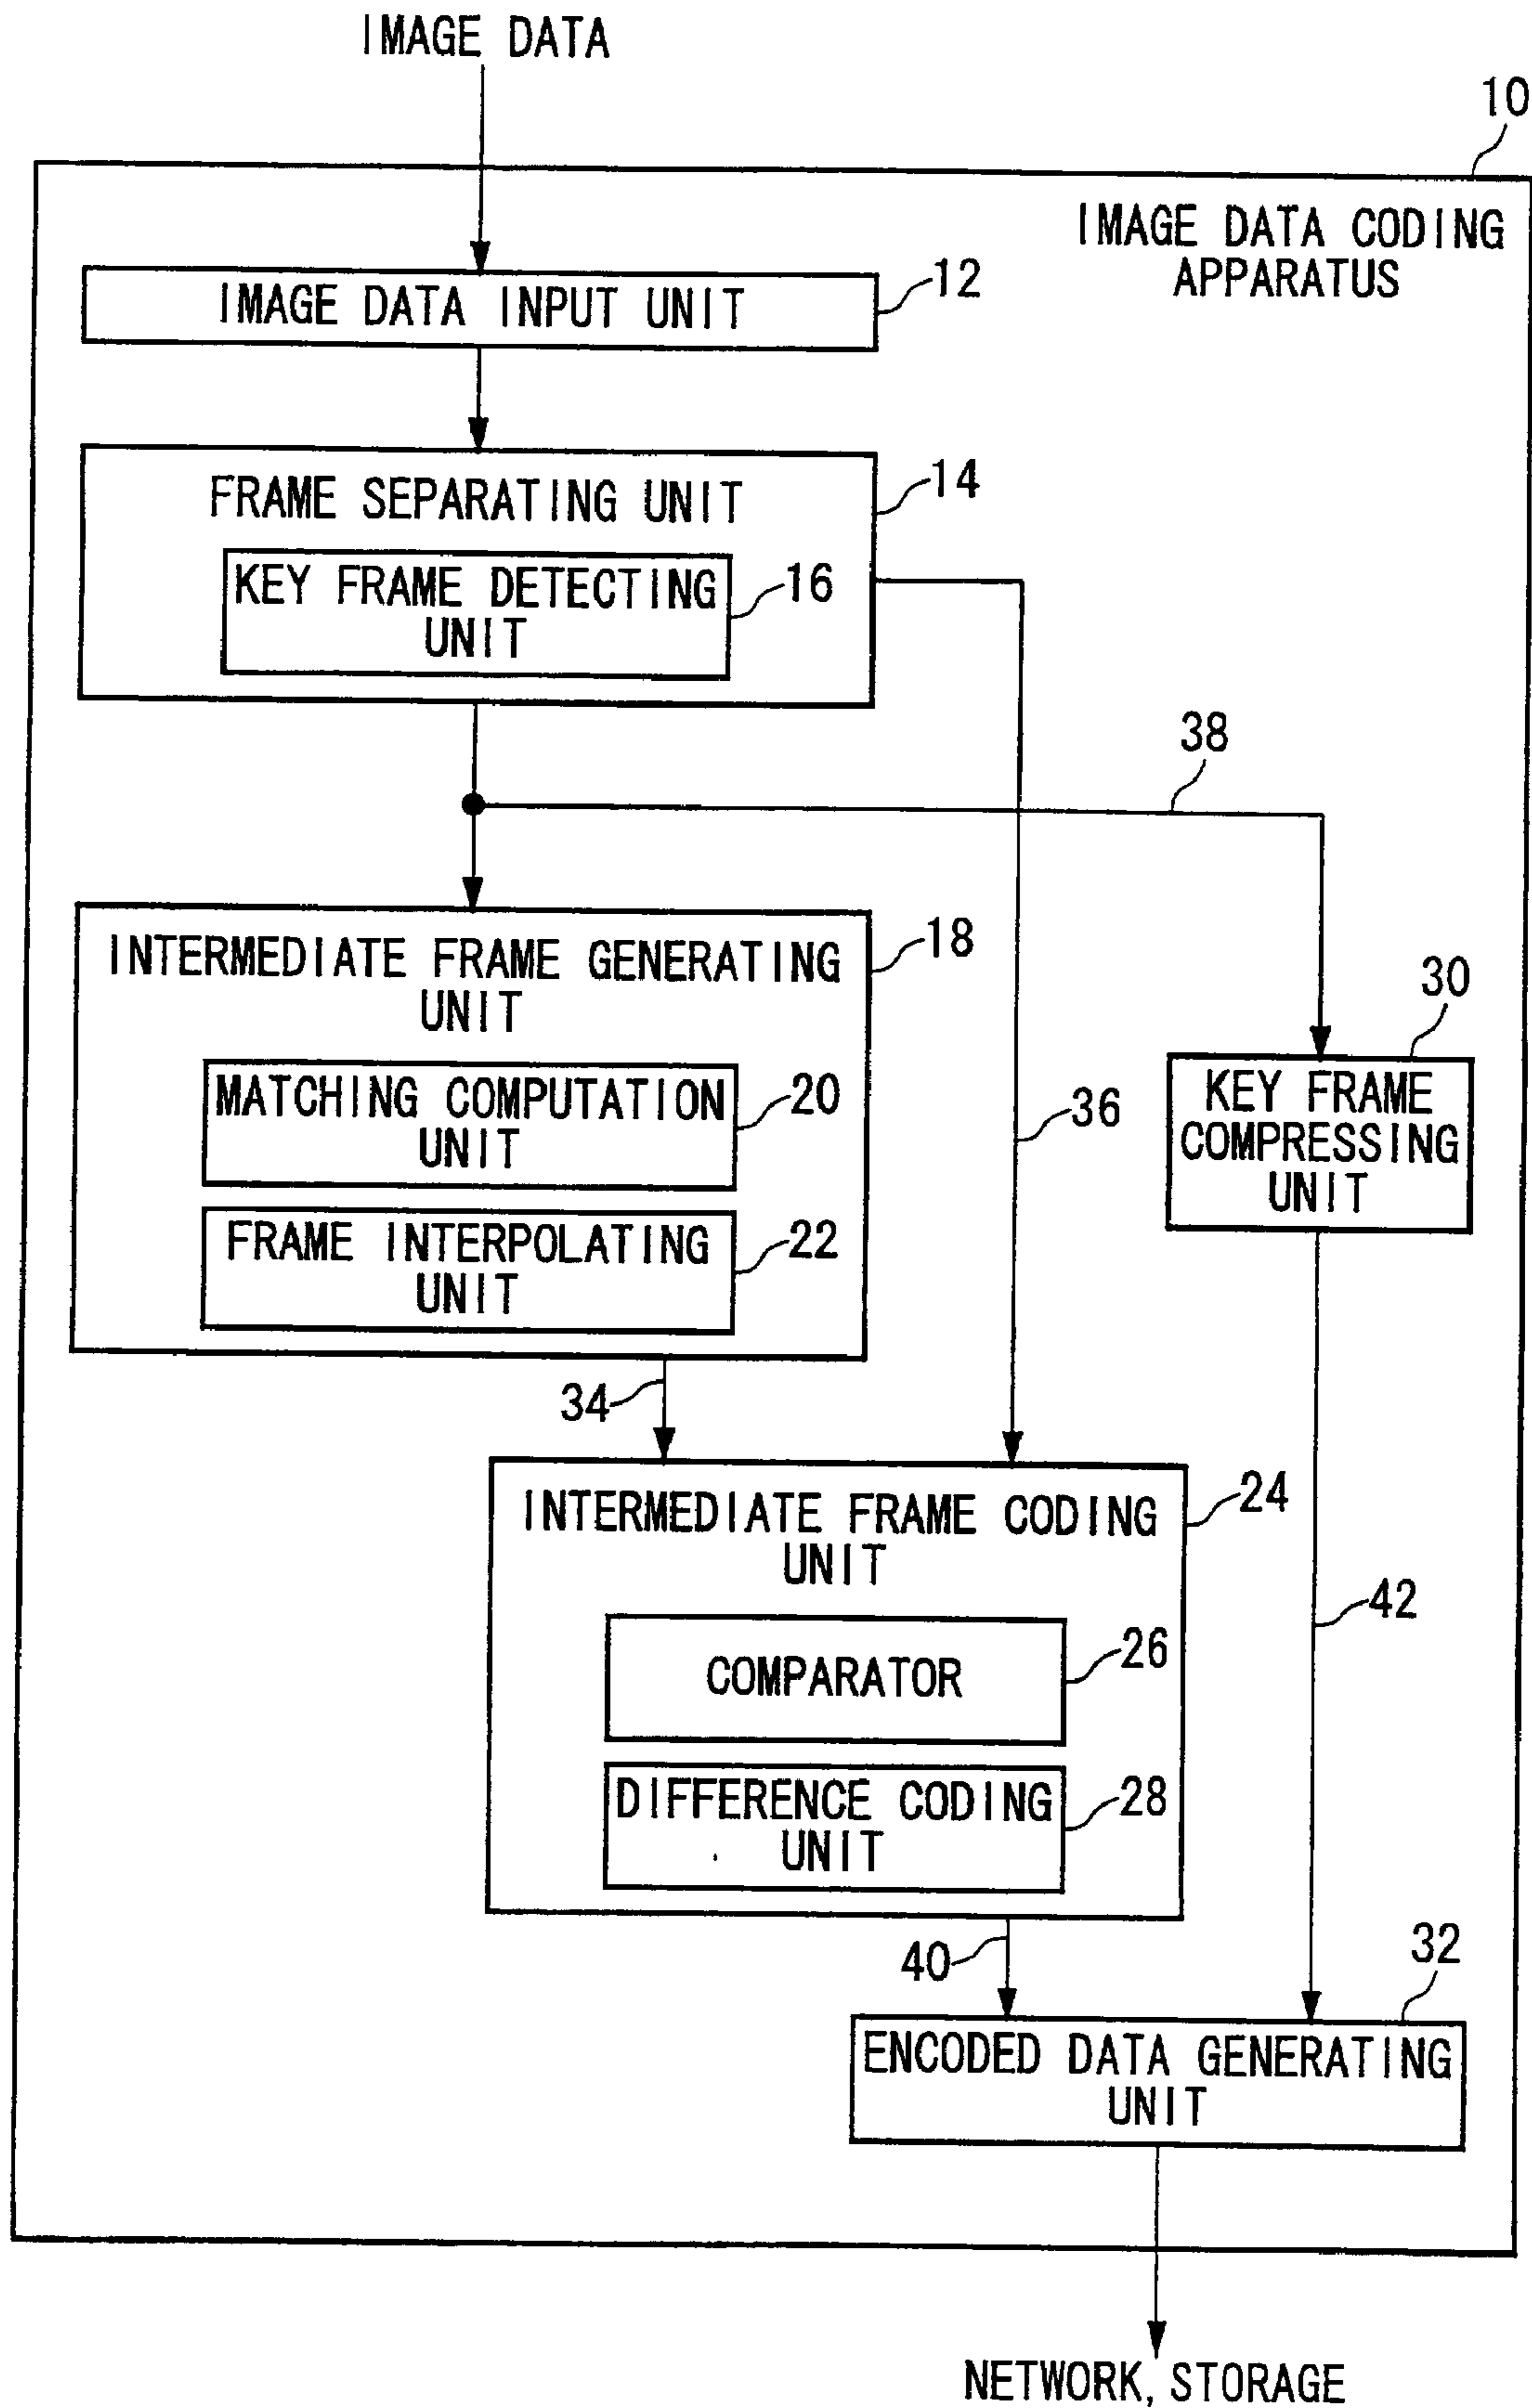 IMAGE DATA
10
IMAGE DATA CODING
APPARATUS
IMAGE DATA INPUT UNIT
12
FRAME SEPARATING UNIT
14
KEY FRAME DETECTING
UNIT
16
38
INTERMEDIATE FRAME GENERATING
UNIT
18
30
MATCHING COMPUTATION
UNIT
20
36
KEY FRAME
COMPRESSING
UNIT
FRAME INTERPOLATING
UNIT
22
34
INTERMEDIATE FRAME CODING
UNIT
24
42
COMPARATOR
26
DIFFERENCE CODING
UNIT
28
40
32
ENCODED DATA GENERATING
UNIT
NETWORK, STORAGE